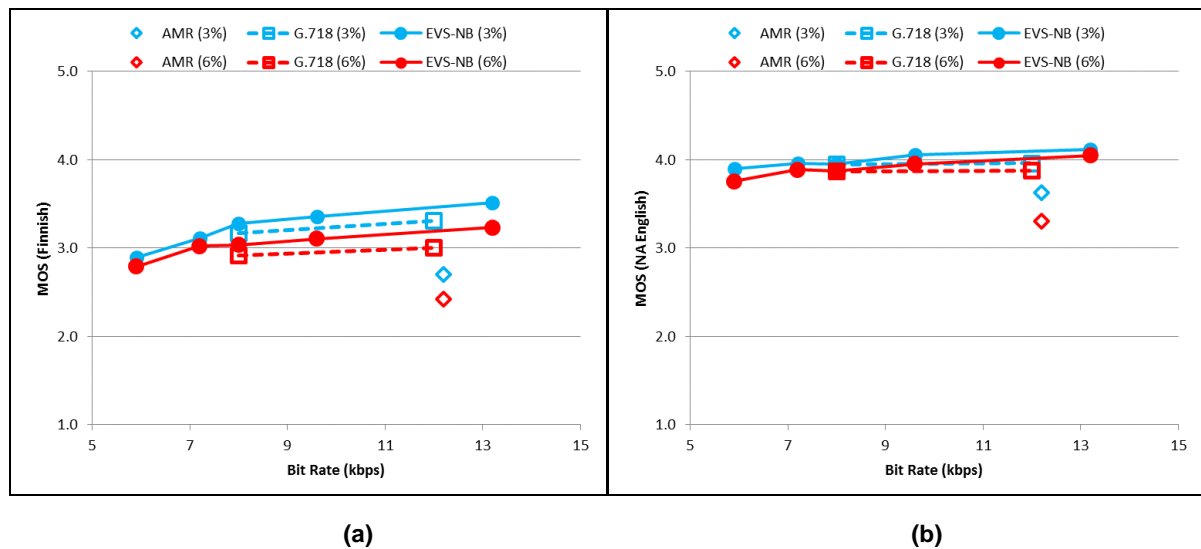 AMR (3%) G.718 (3%) EVS-NB (3%)
AMR (6%) G.718 (6%) EVS-NB (6%)
5.0
4.0
3.0
2.0
1.0
MOS (Finnish)
5 7 9 11 13 15
Bit Rate (kbps)
(a)
AMR (3%) G.718 (3%) EVS-NB (3%)
AMR (6%) G.718 (6%) EVS-NB (6%)
5.0
4.0
3.0
2.0
1.0
MOS (NA English)
5 7 9 11 13 15
Bit Rate (kbps)
(b)